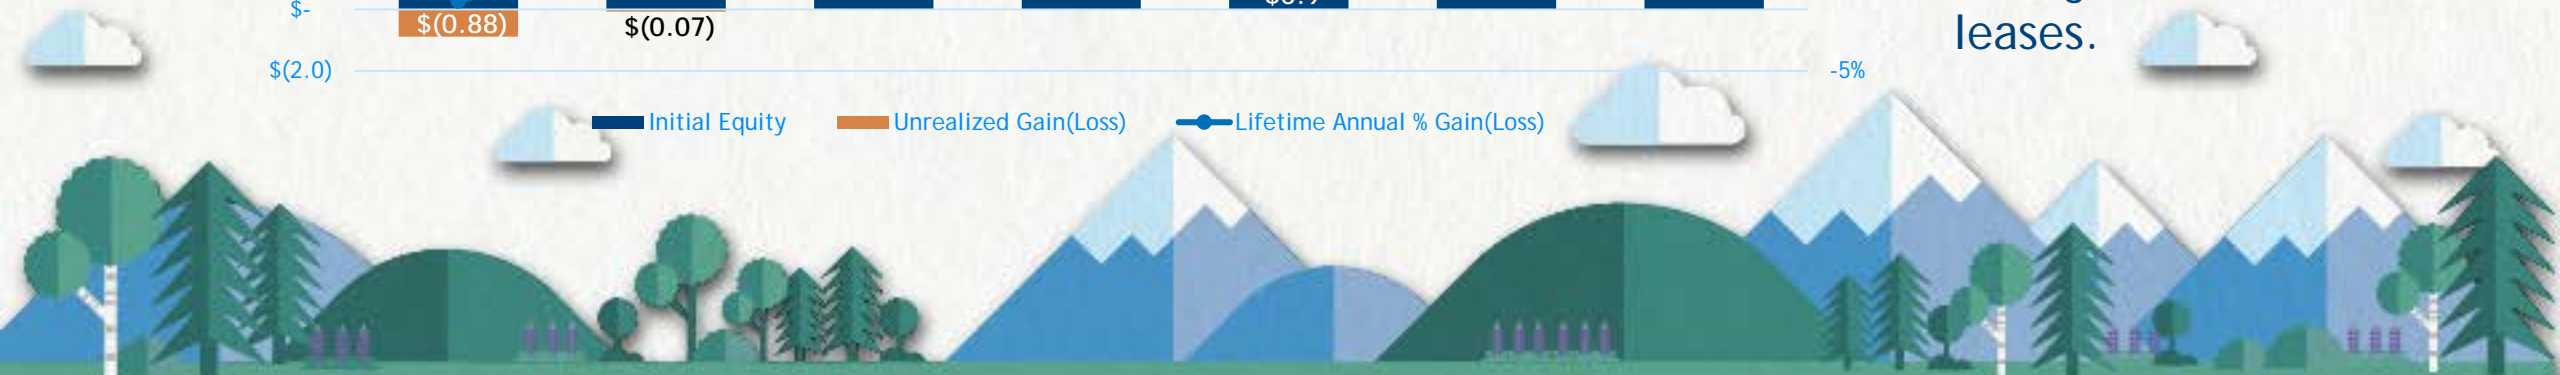 $-
$(0.88)
$(0.07)
leases.
$(2.0)
-5%
Initial Equity
Unrealized Gain(Loss)
Lifetime Annual % Gain(Loss)